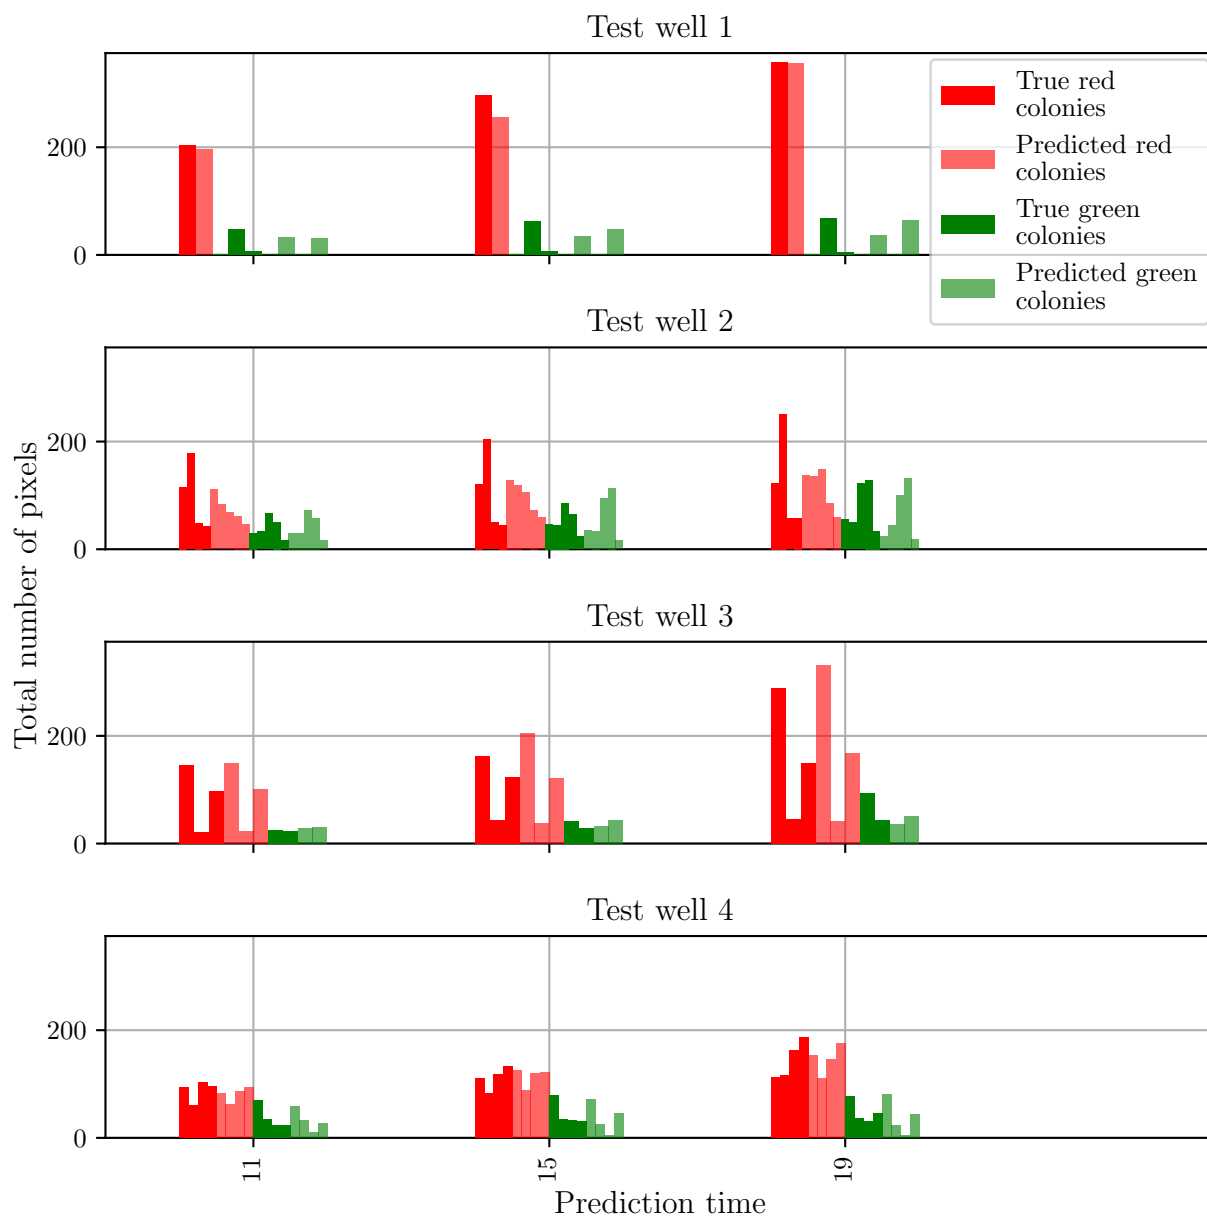 Test well 1
True red
colonies
Predicted red
colonies
True green
colonies
Predicted green
colonies
200
0
Test well 2
200
0
Total number of pixels
Test well 3
200
0
Test well 4
200
0
11
15
19
Prediction time